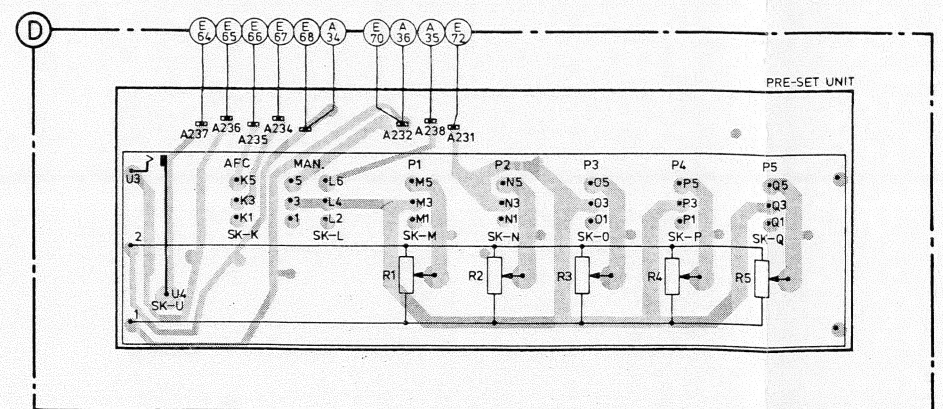 D
E 64 E 65 E 66 E 67 E 68 A 34 E 70 A 36 A 35 E 72
PRE-SET UNIT
A237 A236 A235 A234 A232 A238 A231
U3 AFC MAN. P1 P2 P3 P4 P5
K5 5 L6 M5 N5 O5 P5 Q5
K3 3 L4 M3 N3 O3 P3 Q3
K1 1 L2 M1 N1 O1 P1 Q1
SK-K SK-L SK-M SK-N SK-O SK-P SK-Q
2
R1 R2 R3 R4 R5
U4
SK-U
1